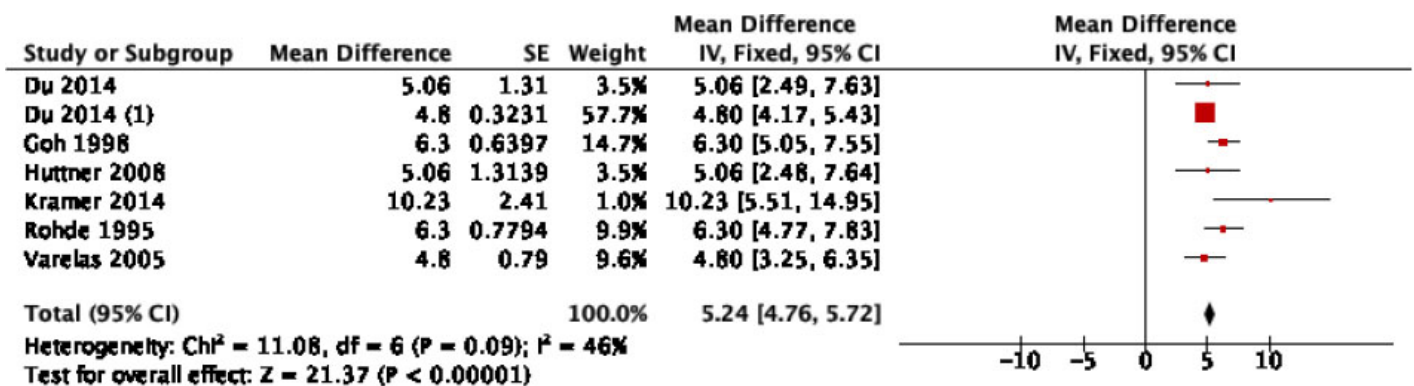 Mean Difference Mean Difference
Study or Subgroup Mean Difference SE Weight IV, Fixed, 95% CI IV, Fixed, 95% CI
Du 2014 5.06 1.31 3.5% 5.06 [2.49, 7.63]
Du 2014 (1) 4.8 0.3231 57.7% 4.80 [4.17, 5.43]
Goh 1998 6.3 0.6397 14.7% 6.30 [5.05, 7.55]
Huttner 2008 5.06 1.3139 3.5% 5.06 [2.48, 7.64]
Kramer 2014 10.23 2.41 1.0% 10.23 [5.51, 14.95]
Rohde 1995 6.3 0.7794 9.9% 6.30 [4.77, 7.83]
Varelas 2005 4.8 0.79 9.6% 4.80 [3.25, 6.35]
Total (95% CI) 100.0% 5.24 [4.76, 5.72]
Heterogeneity: Chi² = 11.08, df = 6 (P = 0.09); I² = 46%
-10 -5 0 5 10
Test for overall effect: Z = 21.37 (P < 0.00001)